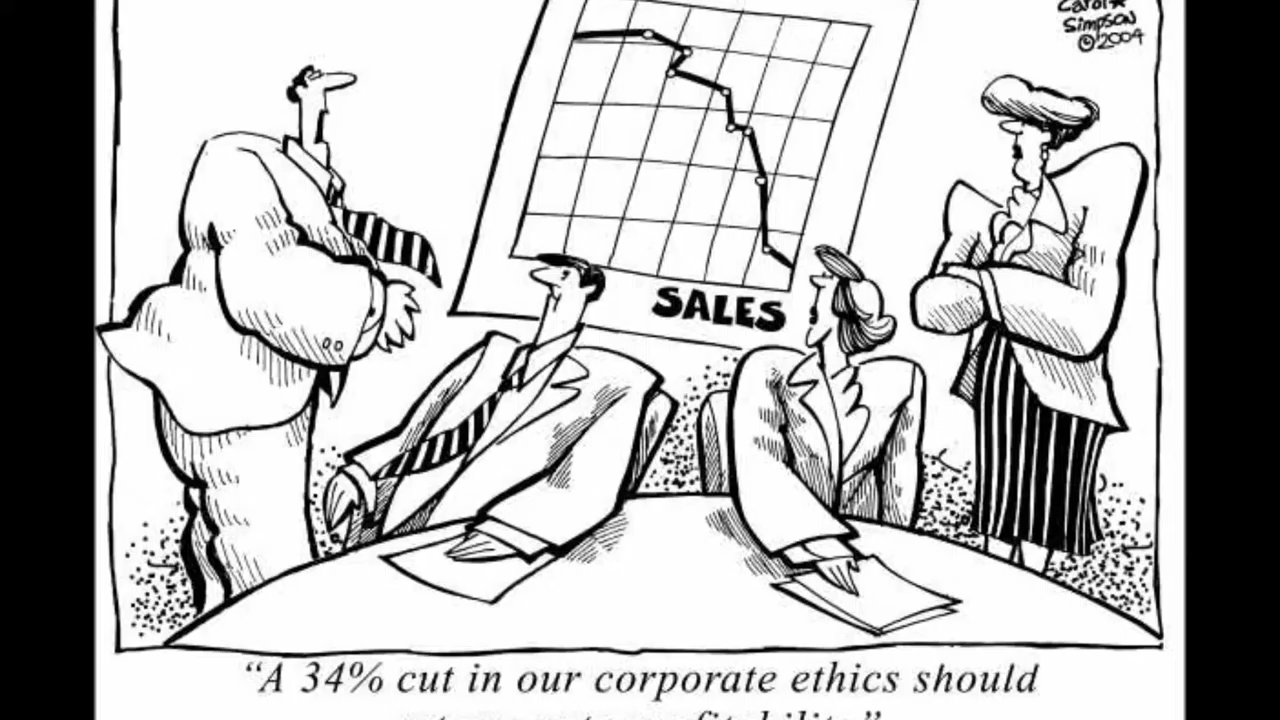 Carol*
Simpson
©2004
SALES
“A 34% cut in our corporate ethics should